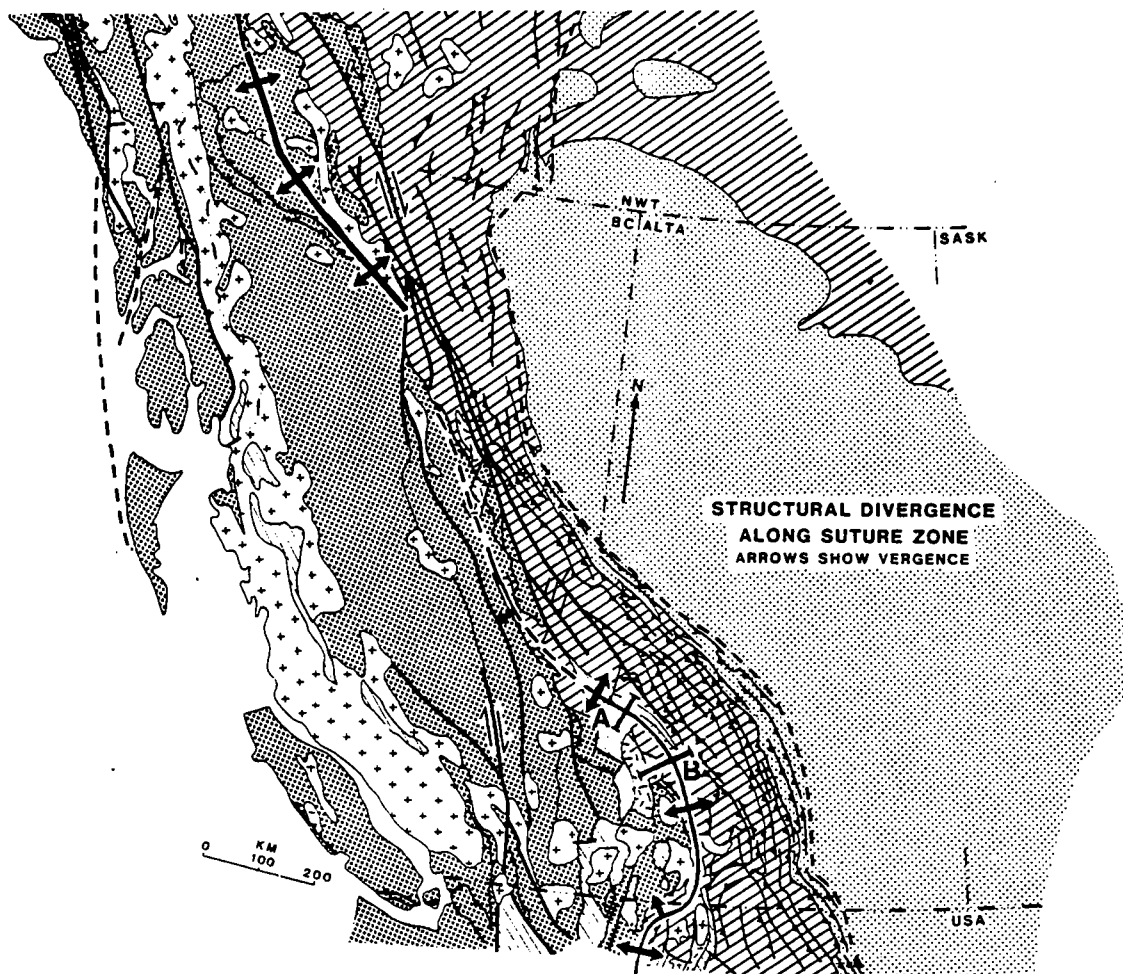 NWT
BC ALTA
SASK
N
STRUCTURAL DIVERGENCE
ALONG SUTURE ZONE
ARROWS SHOW VERGENCE
A
B
KM
0 100 200
USA